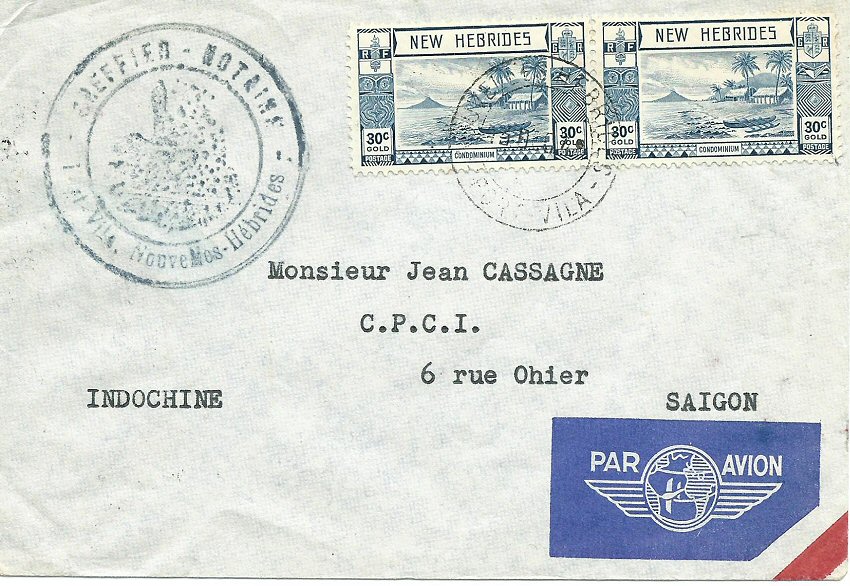 GREFFIER - NOTAIRE
VILA, Nouvelles-Hébrides
NEW HEBRIDES
RF
G R
30c
GOLD
30c
GOLD
POSTAGE
CONDOMINIUM
NEW HEBRIDES
RF
G R
30c
GOLD
30c
GOLD
POSTAGE
CONDOMINIUM
PORT VILA
Monsieur Jean CASSAGNE
C.P.C.I.
6 rue Ohier
INDOCHINE SAIGON
PAR AVION